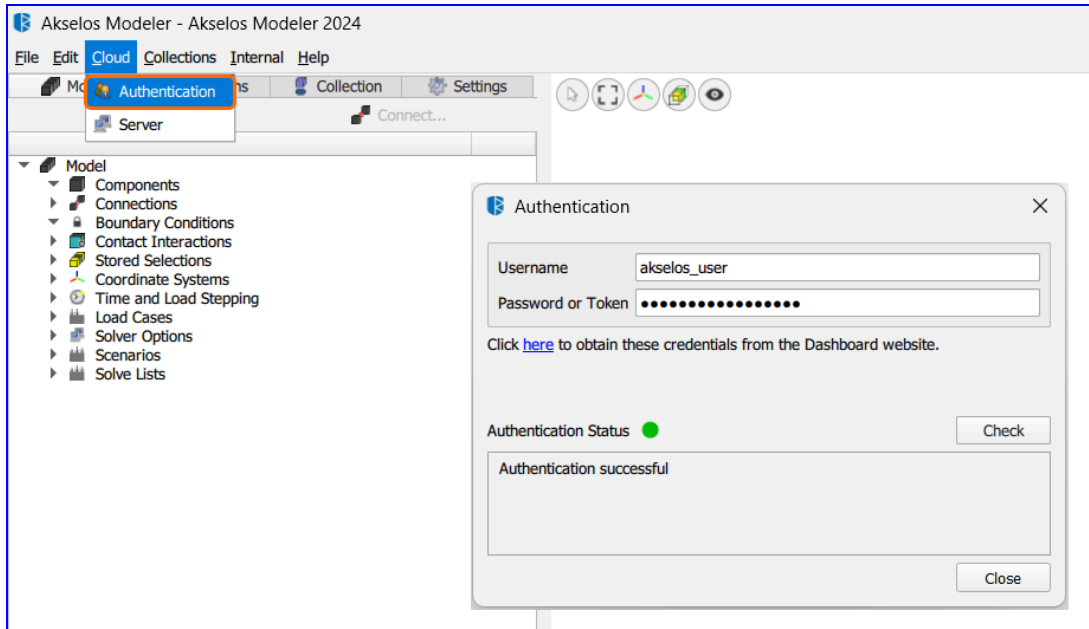 Akselos Modeler - Akselos Modeler 2024
File Edit Cloud Collections Internal Help
Collection Settings
Authentication
Connect...
Server
Model
Components
Connections
Boundary Conditions
Contact Interactions
Stored Selections
Coordinate Systems
Time and Load Stepping
Load Cases
Solver Options
Scenarios
Solve Lists
Authentication
Username akselos_user
Password or Token
Click here to obtain these credentials from the Dashboard website.
Authentication Status Check
Authentication successful
Close